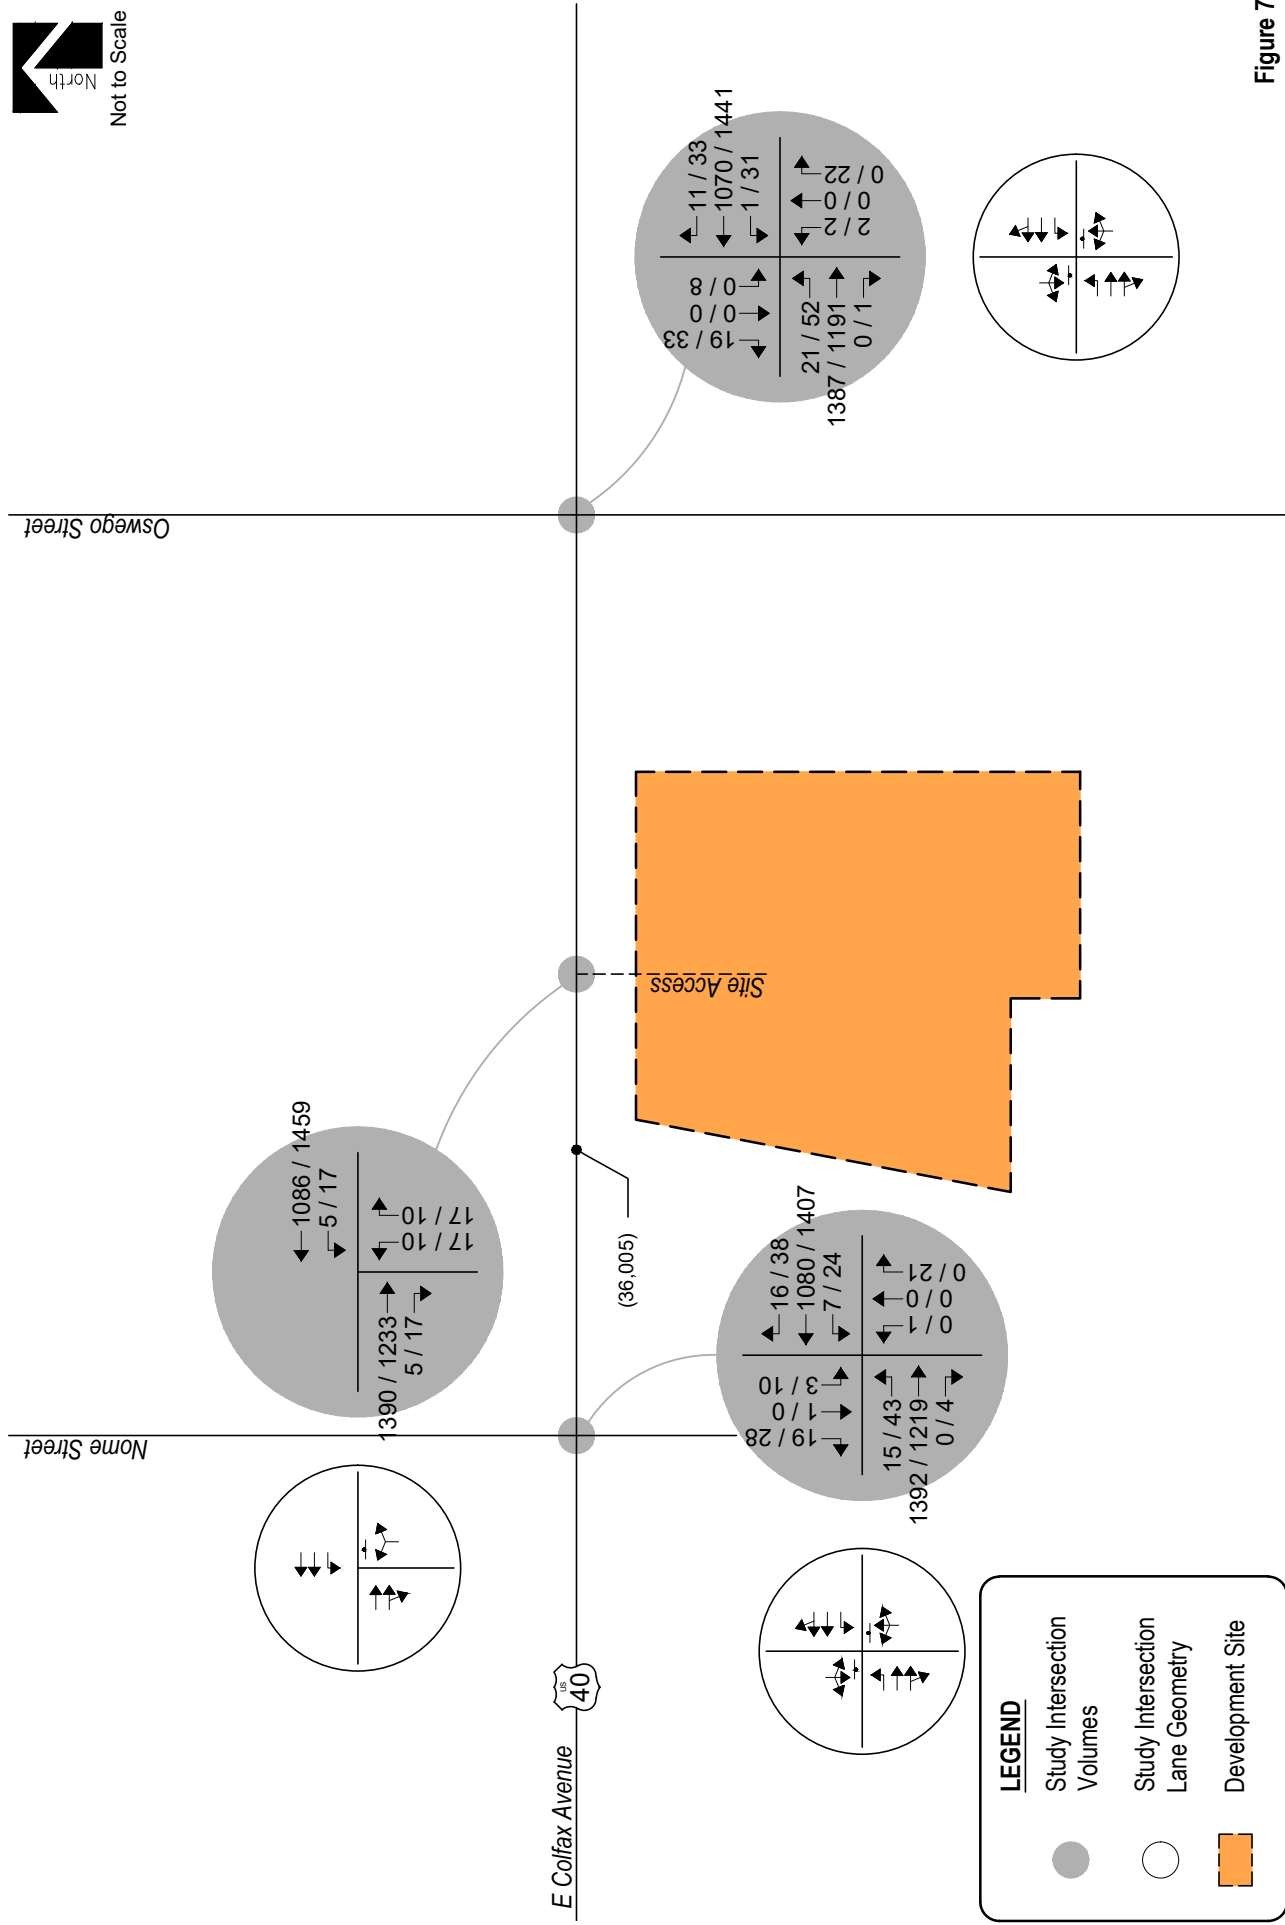 North
Not to Scale
Oswego Street
11 / 33
1070 / 1441
1 / 31
19 / 33
0 / 0
0 / 8
21 / 52
1387 / 1191
0 / 1
2 / 2
0 / 0
0 / 22
Site Access
1086 / 1459
5 / 17
1390 / 1233
5 / 17
17 / 10
17 / 10
(36,005)
Nome Street
16 / 38
1080 / 1407
7 / 24
19 / 28
1 / 0
3 / 10
15 / 43
1392 / 1219
0 / 4
0 / 1
0 / 0
0 / 21
E Colfax Avenue
US
40
LEGEND
Study Intersection
Volumes
Study Intersection
Lane Geometry
Development Site
Figure 7